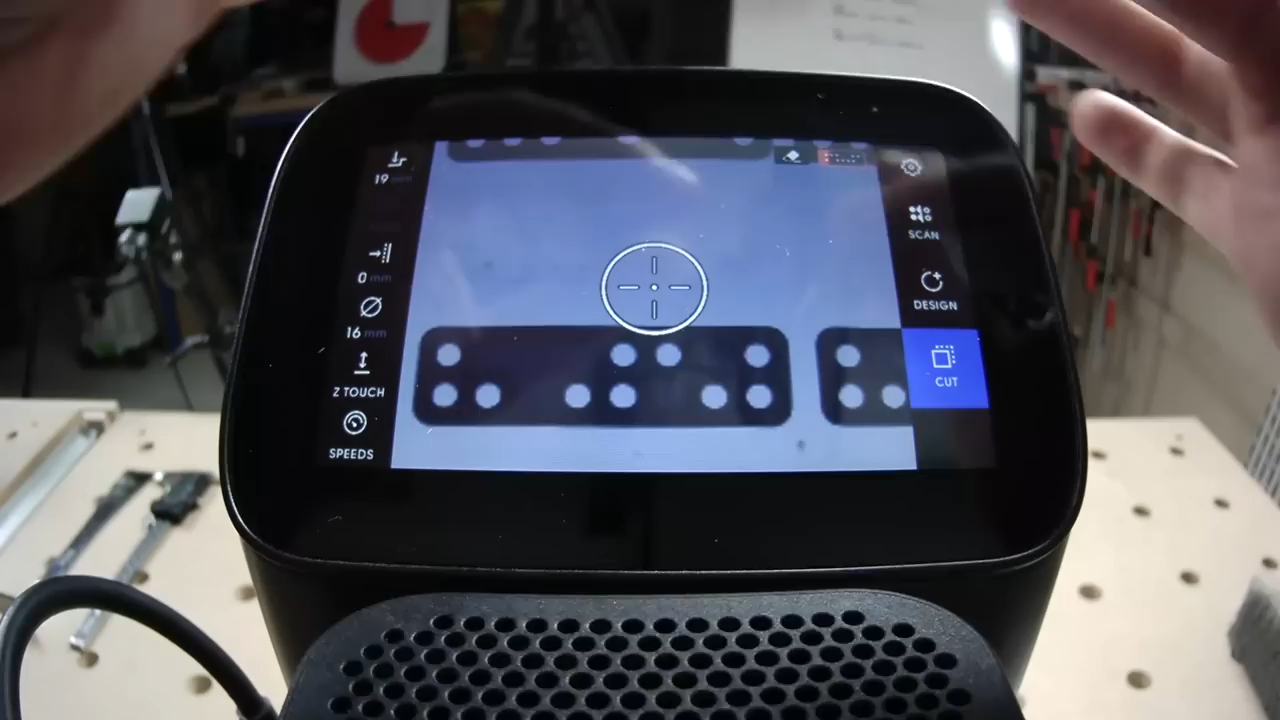 19 mm
0 mm
16 mm
Z TOUCH
SPEEDS
SCAN
DESIGN
CUT